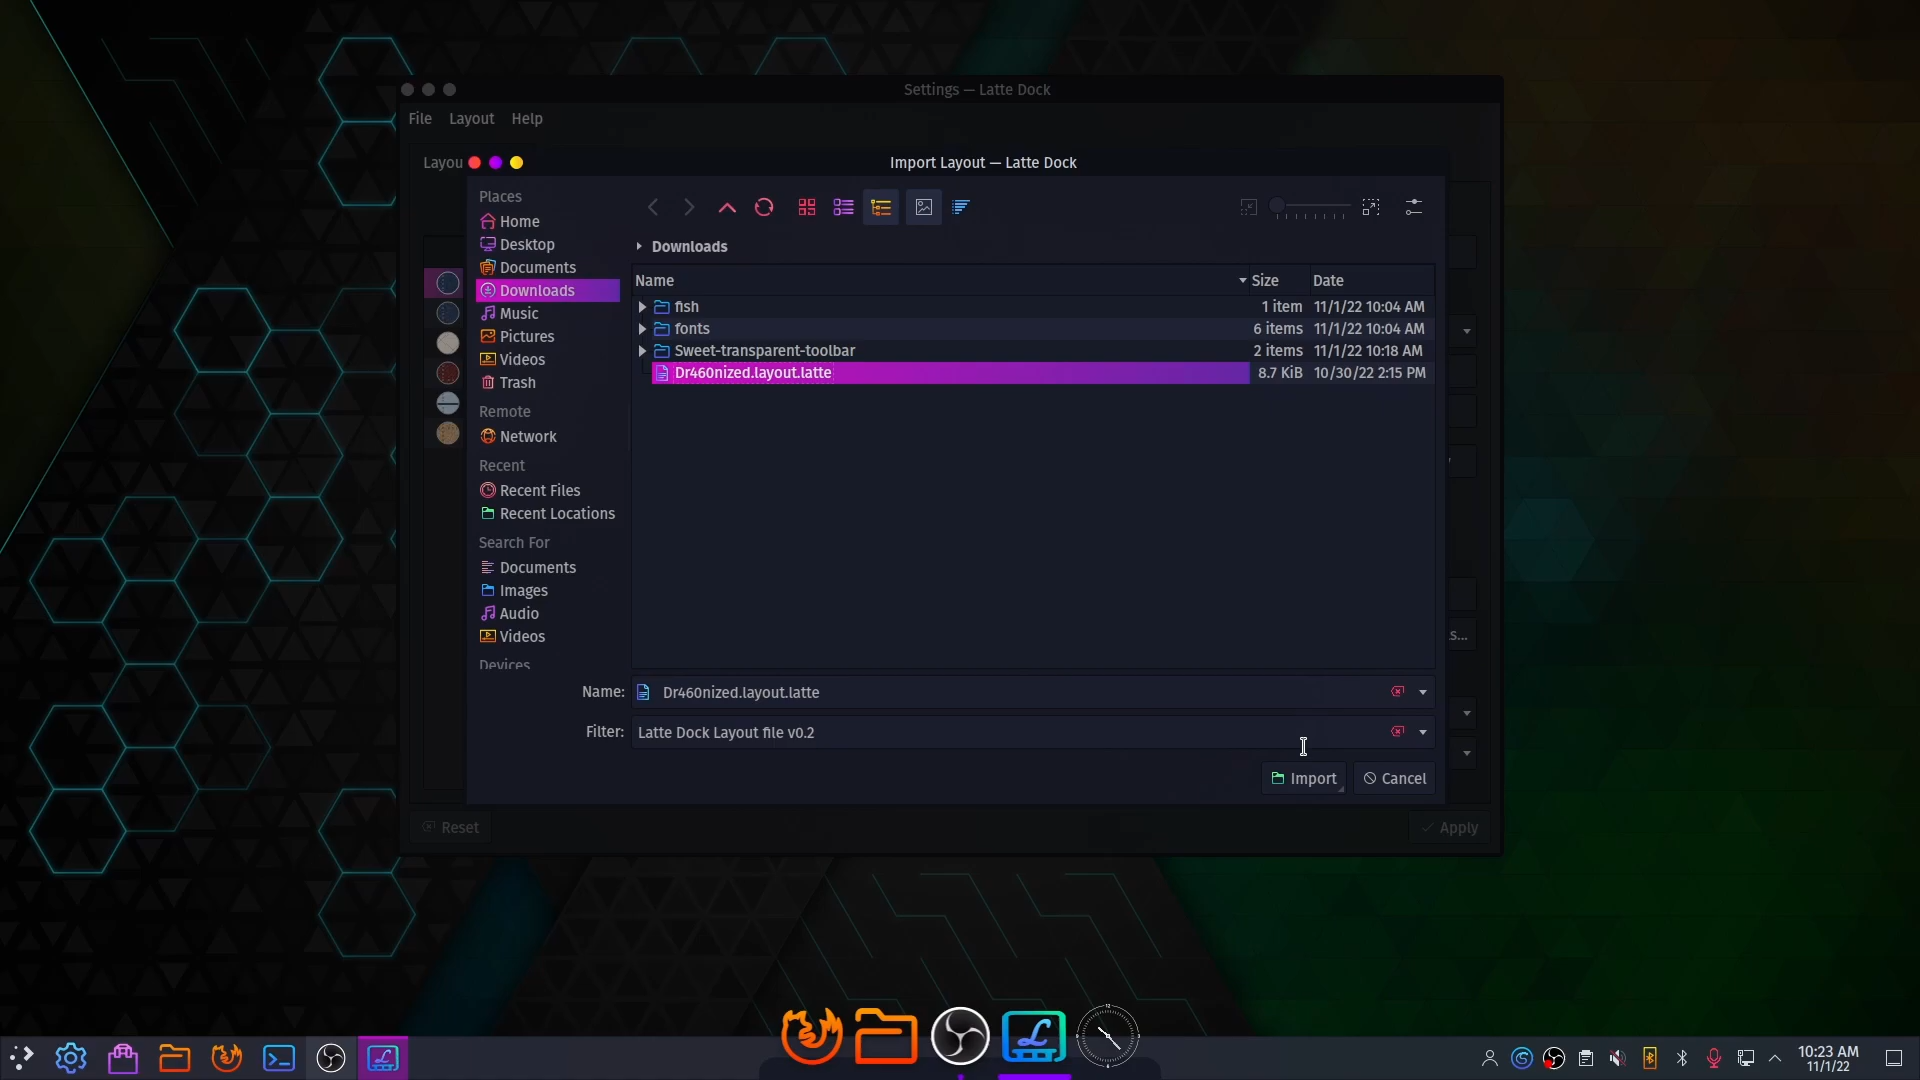 Settings — Latte Dock
File Layout Help
Layou
Import Layout — Latte Dock
Places
Home
Desktop
Documents
Downloads
Music
Pictures
Videos
Trash
Remote
Network
Recent
Recent Files
Recent Locations
Search For
Documents
Images
Audio
Videos
Devices
Downloads
Name Size Date
fish 1 item 11/1/22 10:04 AM
fonts 6 items 11/1/22 10:04 AM
Sweet-transparent-toolbar 2 items 11/1/22 10:18 AM
Dr460nized.layout.latte 8.7 KiB 10/30/22 2:15 PM
s...
Name: Dr460nized.layout.latte
Filter: Latte Dock Layout file v0.2
Import Cancel
Reset Apply
10:23 AM
11/1/22